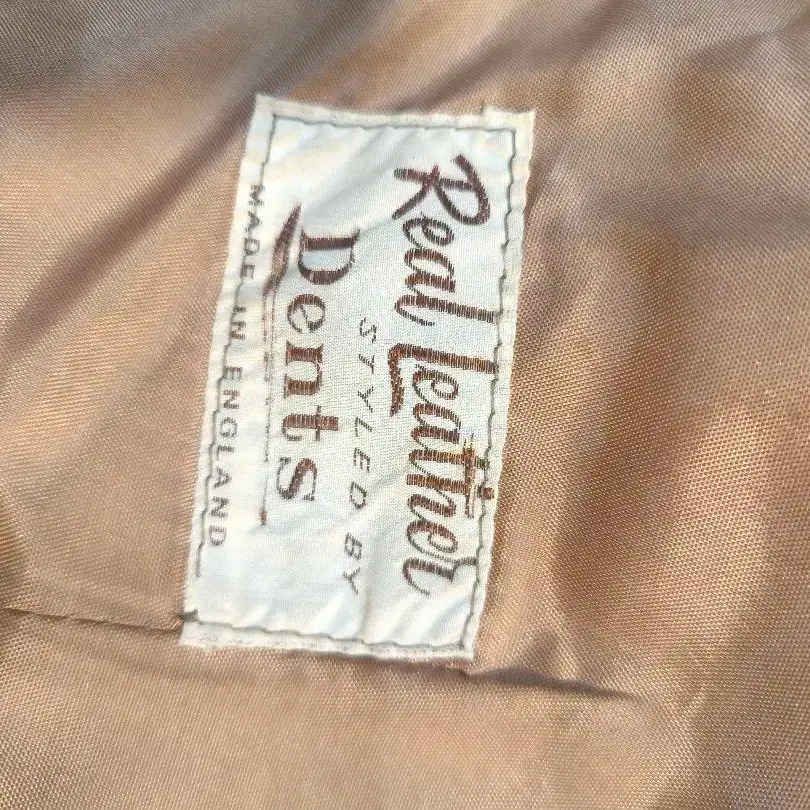 Real Leather
STYLED BY
Dents
MADE IN ENGLAND